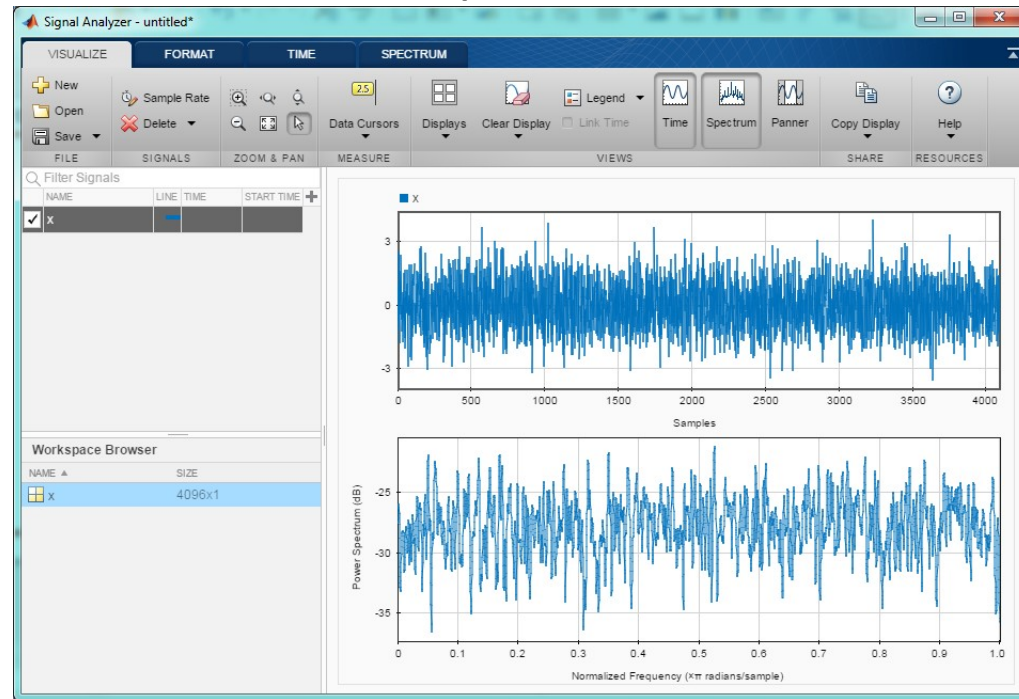 Signal Analyzer - untitled*
VISUALIZE FORMAT TIME SPECTRUM
New
Open
Save
Sample Rate
Delete
2.5
Data Cursors
Displays
Clear Display
Legend
Link Time
Time
Spectrum
Panner
Copy Display
?
Help
FILE SIGNALS ZOOM & PAN MEASURE VIEWS SHARE RESOURCES
Filter Signals
NAME LINE TIME START TIME
x
Workspace Browser
NAME SIZE
x 4096x1
x
3
0
-3
0 500 1000 1500 2000 2500 3000 3500 4000
Samples
Power Spectrum (dB)
-25
-30
-35
0 0.1 0.2 0.3 0.4 0.5 0.6 0.7 0.8 0.9 1.0
Normalized Frequency (×π radians/sample)